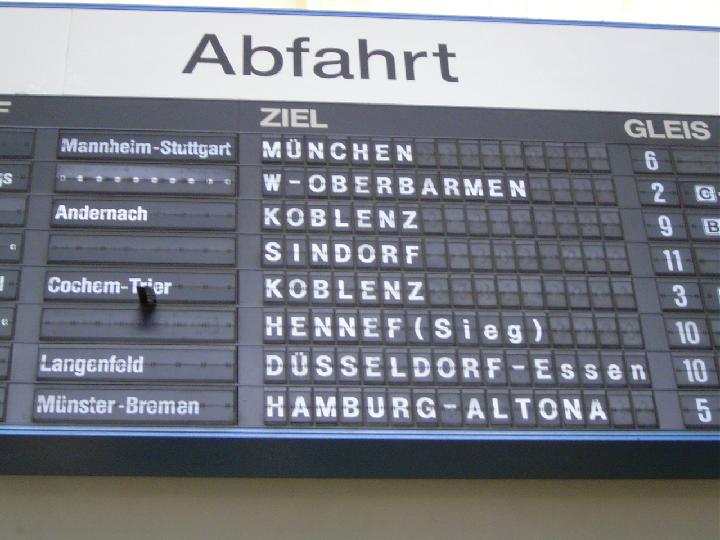 Abfahrt
F ZIEL GLEIS
Mannheim-Stuttgart MÜNCHEN 6
gs W-OBERBARMEN 2 G
Andernach KOBLENZ 9 B
SINDORF 11
Cochem-Trier KOBLENZ 3
HENNEF(Sieg) 10
Langenfeld DÜSSELDORF-Essen 10
Münster-Bremen HAMBURG-ALTONA 5